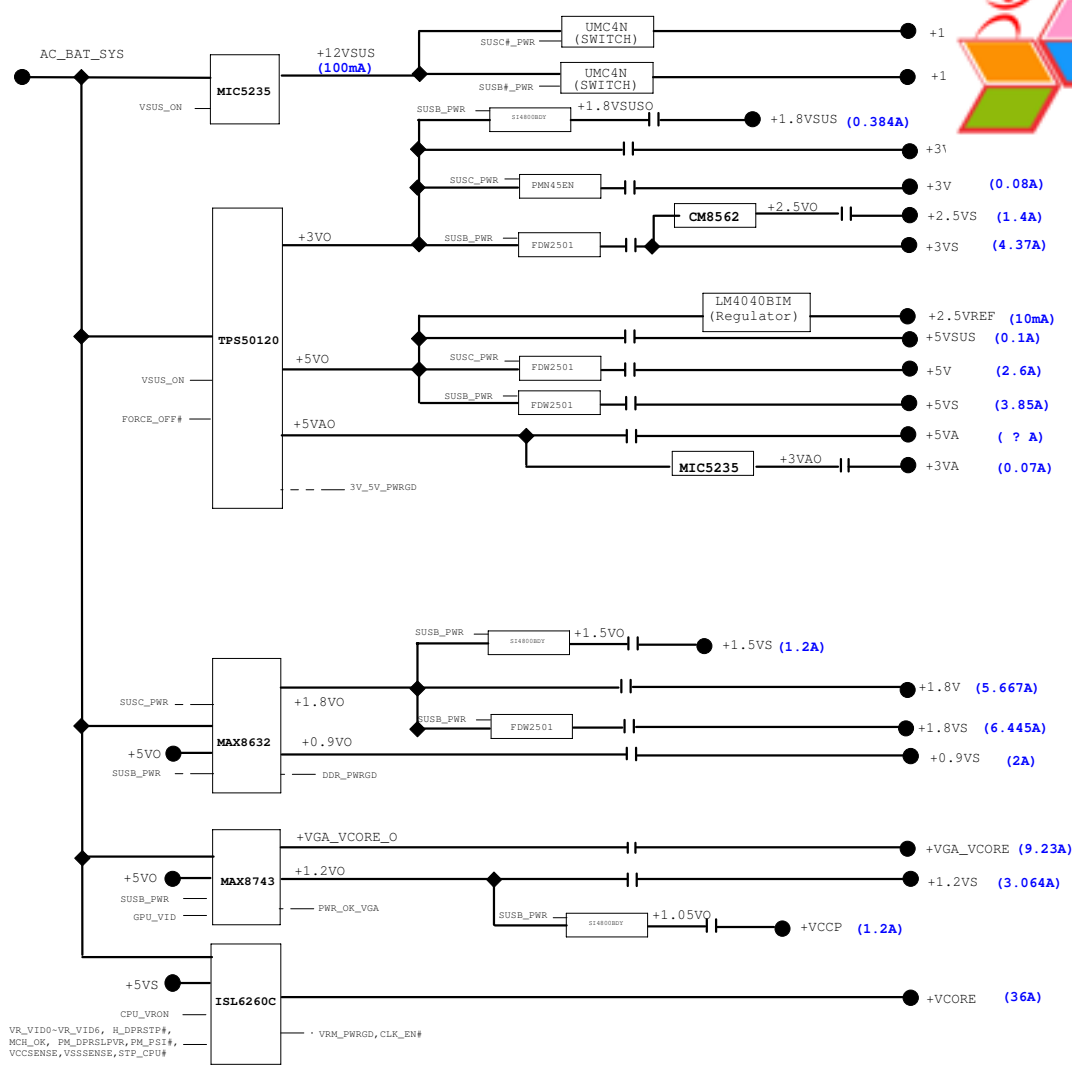 AC_BAT_SYS
MIC5235
VSUS_ON
+12VSUS
(100mA)
SUSC#_PWR
UMC4N
(SWITCH)
+1
SUSB#_PWR
UMC4N
(SWITCH)
+1
SUSB_PWR
SI4800BDY
+1.8VSUSO
+1.8VSUS (0.384A)
SUSC_PWR
PMN45EN
+3V (0.08A)
CM8562
+2.5VO
+2.5VS (1.4A)
+3VO
SUSB_PWR
FDW2501
+3VS (4.37A)
TPS50120
VSUS_ON
FORCE_OFF#
LM4040BIM
(Regulator)
+2.5VREF (10mA)
+5VSUS (0.1A)
+5VO
SUSC_PWR
FDW2501
+5V (2.6A)
SUSB_PWR
FDW2501
+5VS (3.85A)
+5VAO
+5VA ( ? A)
MIC5235
+3VAO
+3VA (0.07A)
3V_5V_PWRGD
SUSB_PWR
SI4800BDY
+1.5VO
+1.5VS (1.2A)
SUSC_PWR
MAX8632
+1.8VO
+1.8V (5.667A)
SUSB_PWR
FDW2501
+1.8VS (6.445A)
+5VO
+0.9VO
+0.9VS (2A)
SUSB_PWR
DDR_PWRGD
+VGA_VCORE_O
+VGA_VCORE (9.23A)
+5VO
MAX8743
+1.2VO
+1.2VS (3.064A)
SUSB_PWR
GPU_VID
PWR_OK_VGA
SUSB_PWR
SI4800BDY
+1.05VO
+VCCP (1.2A)
+5VS
ISL6260C
+VCORE (36A)
CPU_VRON
VR_VID0~VR_VID6, H_DPRSTP#,
MCH_OK, PM_DPRSLPVR,PM_PSI#,
VCCSENSE,VSSSENSE,STP_CPU#
VRM_PWRGD,CLK_EN#